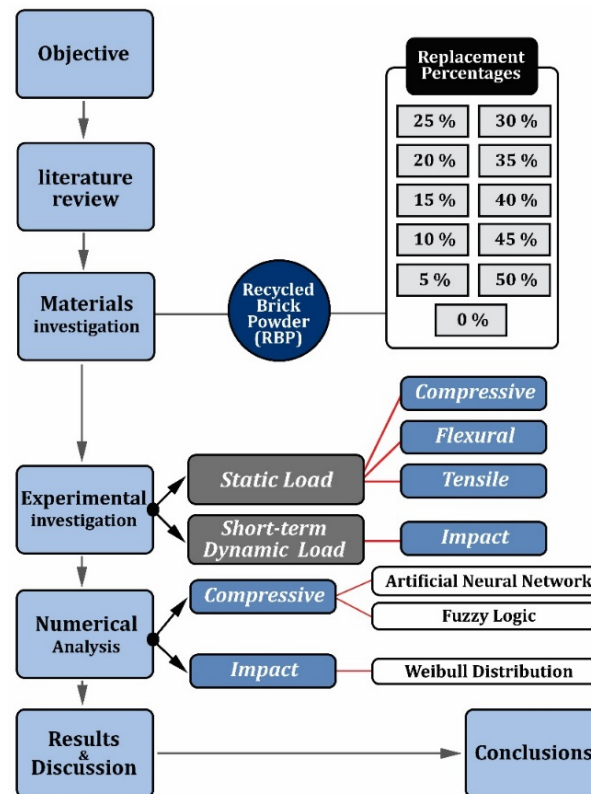 Objective
literature
review
Materials
investigation
Recycled
Brick
Powder
(RBP)
Replacement
Percentages
25 %
30 %
20 %
35 %
15 %
40 %
10 %
45 %
5 %
50 %
0 %
Experimental
investigation
Static Load
Compressive
Flexural
Tensile
Short-term
Dynamic Load
Impact
Numerical
Analysis
Compressive
Artificial Neural Network
Fuzzy Logic
Impact
Weibull Distribution
Results
&
Discussion
Conclusions